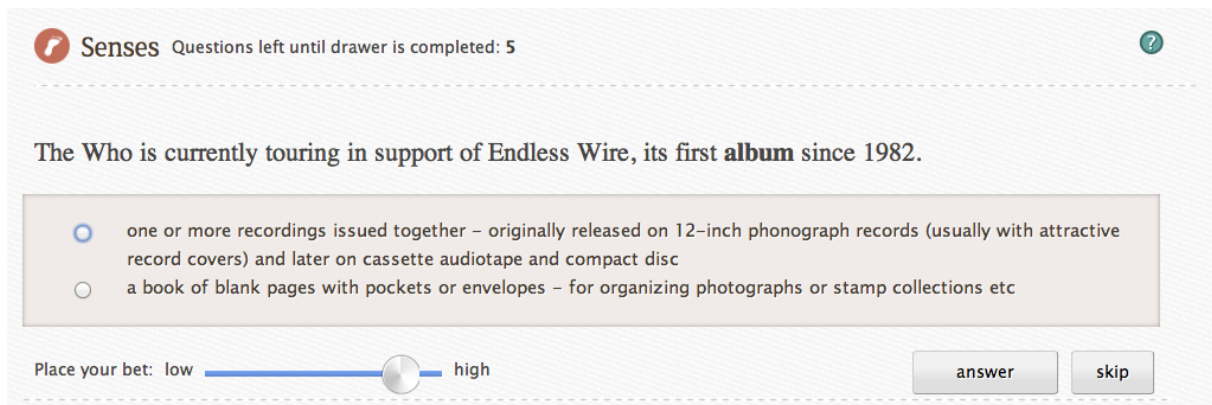 Senses Questions left until drawer is completed: 5
?
The Who is currently touring in support of Endless Wire, its first album since 1982.
one or more recordings issued together – originally released on 12–inch phonograph records (usually with attractive
record covers) and later on cassette audiotape and compact disc
a book of blank pages with pockets or envelopes – for organizing photographs or stamp collections etc
Place your bet: low high answer skip